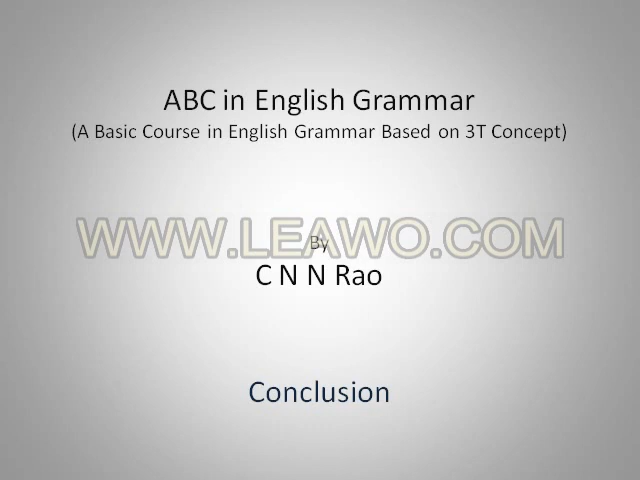 ABC in English Grammar
(A Basic Course in English Grammar Based on 3T Concept)
WWW.LEAWO.COM
By
C N N Rao
Conclusion